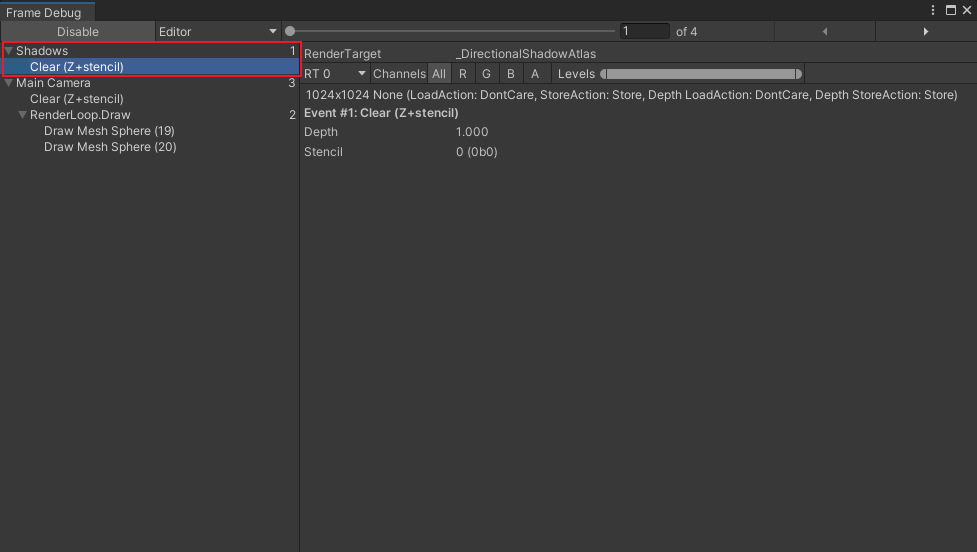 Frame Debug
Disable Editor 1 of 4
Shadows 1
Clear (Z+stencil)
Main Camera 3
Clear (Z+stencil)
RenderLoop.Draw 2
Draw Mesh Sphere (19)
Draw Mesh Sphere (20)
RenderTarget _DirectionalShadowAtlas
RT 0 Channels All R G B A Levels
1024x1024 None (LoadAction: DontCare, StoreAction: Store, Depth LoadAction: DontCare, Depth StoreAction: Store)
Event #1: Clear (Z+stencil)
Depth 1.000
Stencil 0 (0b0)